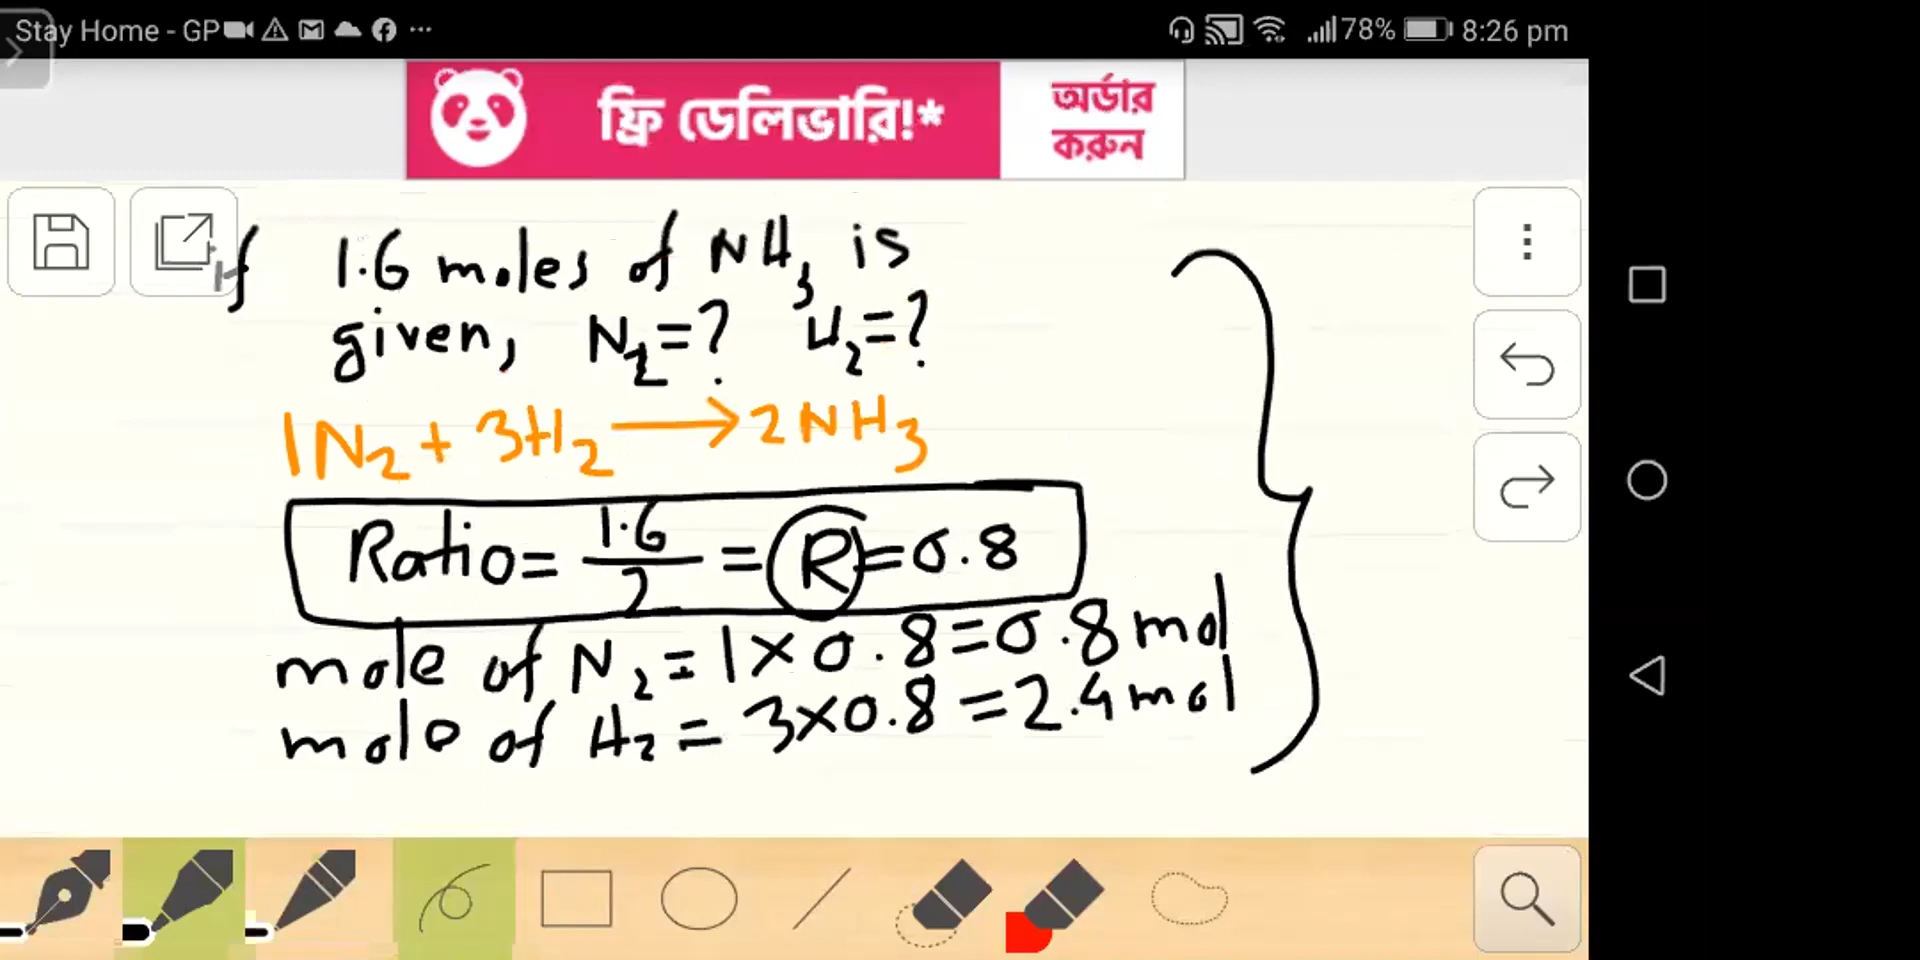 Stay Home - GP ... 78% 8:26 pm
ফ্রি ডেলিভারি!* অর্ডার
করুন
If 1.6 moles of NH3 is
given, N2=? H2=?
1N2 + 3H2 → 2NH3
Ratio = 1.6/2 = R = 0.8
mole of N2 = 1×0.8=0.8 mol
mole of H2 = 3×0.8 = 2.4 mol